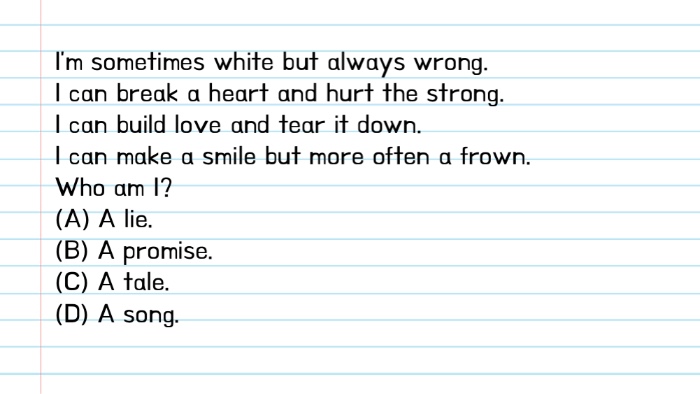 I'm sometimes white but always wrong.
I can break a heart and hurt the strong.
I can build love and tear it down.
I can make a smile but more often a frown.
Who am I?
(A) A lie.
(B) A promise.
(C) A tale.
(D) A song.